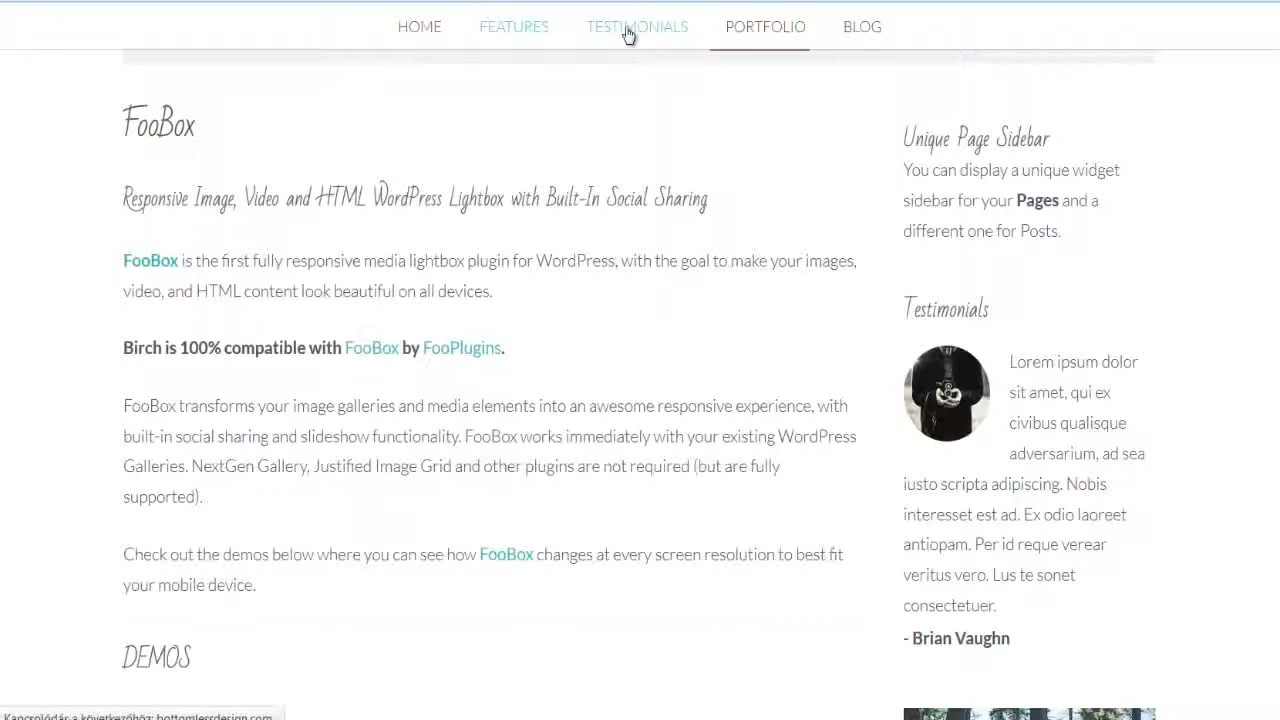 HOME FEATURES TESTIMONIALS PORTFOLIO BLOG
FooBox
Responsive Image, Video and HTML WordPress Lightbox with Built-In Social Sharing
FooBox is the first fully responsive media lightbox plugin for WordPress, with the goal to make your images,
video, and HTML content look beautiful on all devices.
Birch is 100% compatible with FooBox by FooPlugins.
FooBox transforms your image galleries and media elements into an awesome responsive experience, with
built-in social sharing and slideshow functionality. FooBox works immediately with your existing WordPress
Galleries. NextGen Gallery, Justified Image Grid and other plugins are not required (but are fully
supported).
Check out the demos below where you can see how FooBox changes at every screen resolution to best fit
your mobile device.
DEMOS
Unique Page Sidebar
You can display a unique widget
sidebar for your Pages and a
different one for Posts.
Testimonials
Lorem ipsum dolor
sit amet, qui ex
civibus qualisque
adversarium, ad sea
iusto scripta adipiscing. Nobis
interesset est ad. Ex odio laoreet
antiopam. Per id reque verear
veritus vero. Lus te sonet
consectetuer.
- Brian Vaughn
Kapcsolódás a következőhöz: bottomlessdesign.com